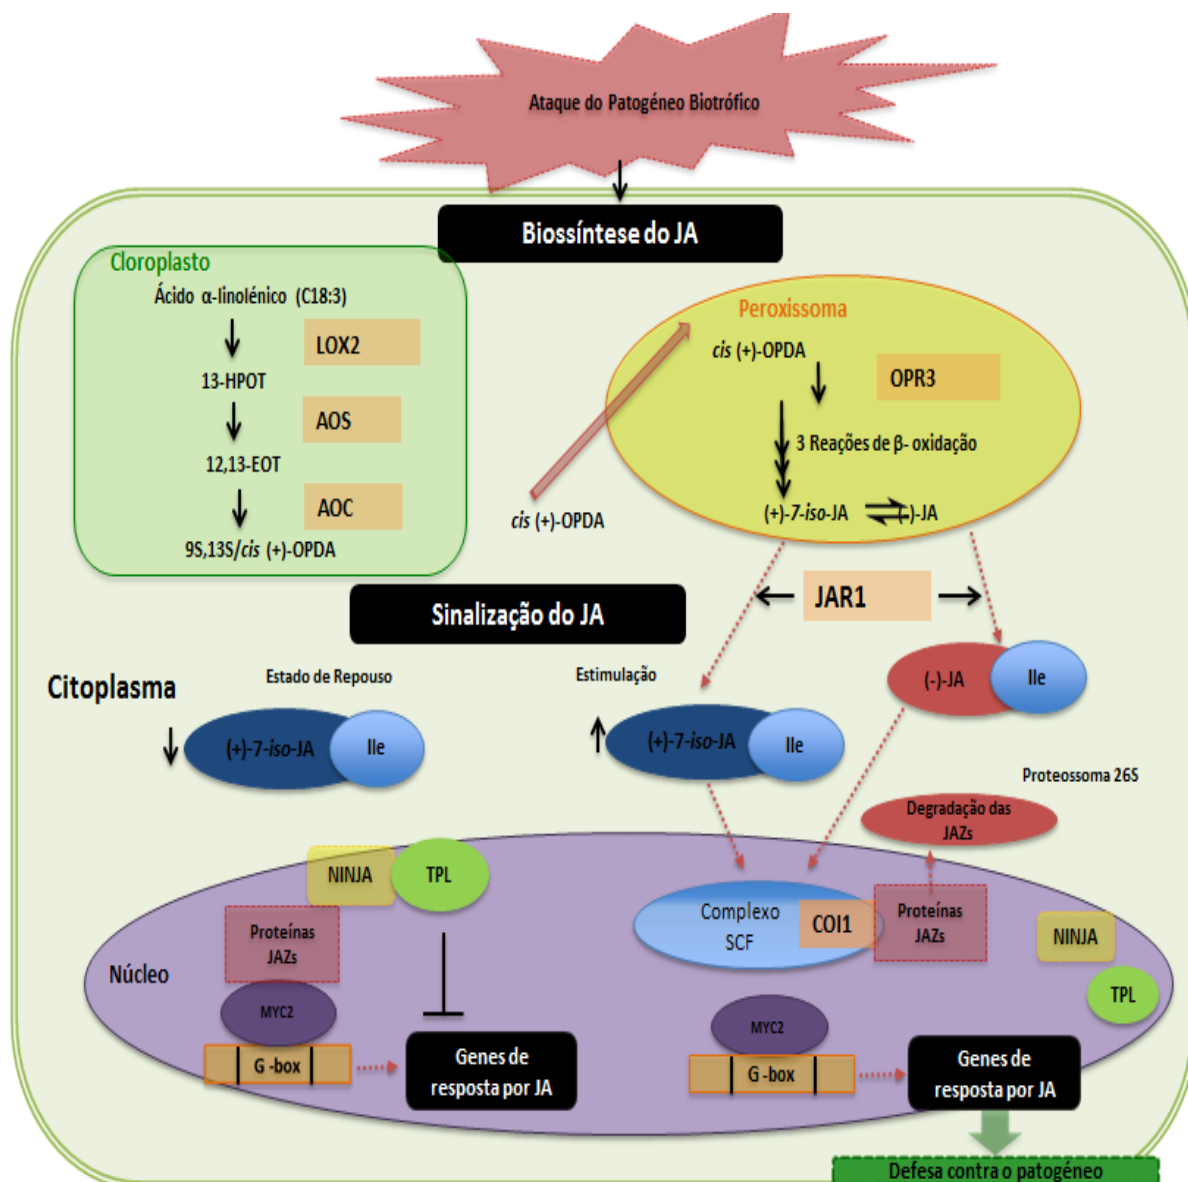 Ataque do Patogéneo Biotrófico
Biossíntese do JA
Cloroplasto
Ácido α-linolénico (C18:3)
LOX2
13-HPOT
AOS
12,13-EOT
AOC
9S,13S/cis (+)-OPDA
cis (+)-OPDA
Peroxissoma
cis (+)-OPDA
OPR3
3 Reações de β- oxidação
(+)-7-iso-JA
(-)-JA
JAR1
Sinalização do JA
Citoplasma
Estado de Repouso
(+)-7-iso-JA
Ile
Estimulação
(+)-7-iso-JA
Ile
(-)-JA
Ile
Proteossoma 26S
Degradação das
JAZs
Núcleo
NINJA
TPL
Proteínas
JAZs
MYC2
G -box
Genes de
resposta por JA
Complexo
SCF
COI1
Proteínas
JAZs
NINJA
TPL
MYC2
G -box
Genes de
resposta por JA
Defesa contra o patogéneo